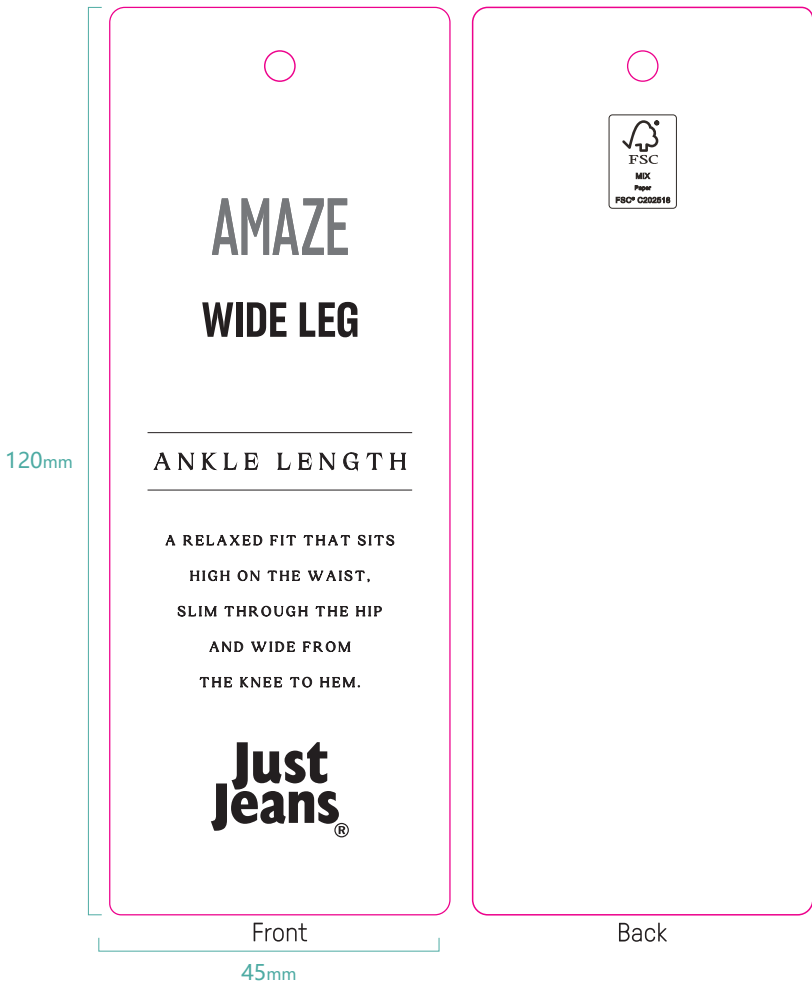 AMAZE
WIDE LEG
ANKLE LENGTH
A RELAXED FIT THAT SITS
HIGH ON THE WAIST,
SLIM THROUGH THE HIP
AND WIDE FROM
THE KNEE TO HEM.
Just
Jeans®
FSC
MIX
Paper
FSC® C202518
120mm
Front
Back
45mm